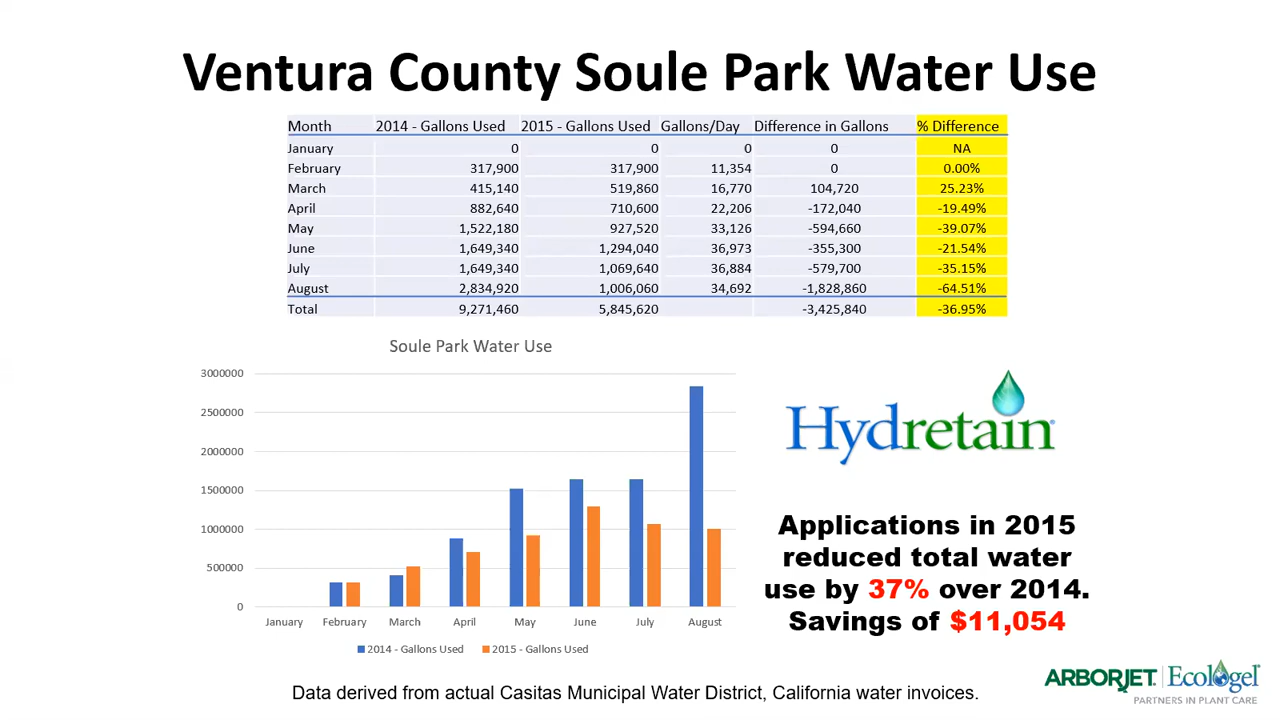 Ventura County Soule Park Water Use
Month 2014 - Gallons Used 2015 - Gallons Used Gallons/Day Difference in Gallons % Difference
January 0 0 0 0 NA
February 317,900 317,900 11,354 0 0.00%
March 415,140 519,860 16,770 104,720 25.23%
April 882,640 710,600 22,206 -172,040 -19.49%
May 1,522,180 927,520 33,126 -594,660 -39.07%
June 1,649,340 1,294,040 36,973 -355,300 -21.54%
July 1,649,340 1,069,640 36,884 -579,700 -35.15%
August 2,834,920 1,006,060 34,692 -1,828,860 -64.51%
Total 9,271,460 5,845,620 -3,425,840 -36.95%
Soule Park Water Use
3000000
2500000
2000000
1500000
1000000
500000
0
January February March April May June July August
2014 - Gallons Used 2015 - Gallons Used
Hydretain®
Applications in 2015
reduced total water
use by 37% over 2014.
Savings of $11,054
Data derived from actual Casitas Municipal Water District, California water invoices.
ARBORJET Ecologel
PARTNERS IN PLANT CARE